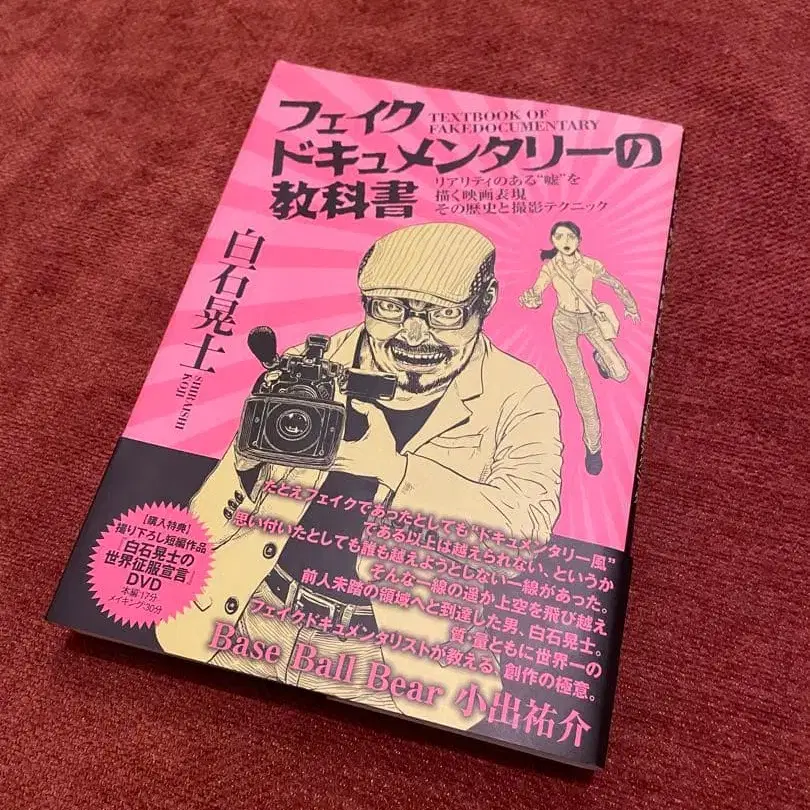 フェイク
TEXTBOOK OF
FAKEDOCUMENTARY
ドキュメンタリーの
教科書
リアリティのある“嘘”を
描く映画表現
その歴史と撮影テクニック
白石晃士
SHIRAISHI
KOJI
たとえフェイクであったとしても“ドキュメンタリー風”
である以上は越えられない、というか
思い付いたとしても誰も越えようとしない一線があった。
そんな一線の遥か上空を飛び越え
前人未踏の領域へと到達した男、白石晃士。
質・量ともに世界一の
フェイクドキュメンタリストが教える、創作の極意。
Base Ball Bear 小出祐介
【購入特典】
撮り下ろし短編作品
「白石晃士の
世界征服宣言」
DVD
本編:17分
メイキング:30分